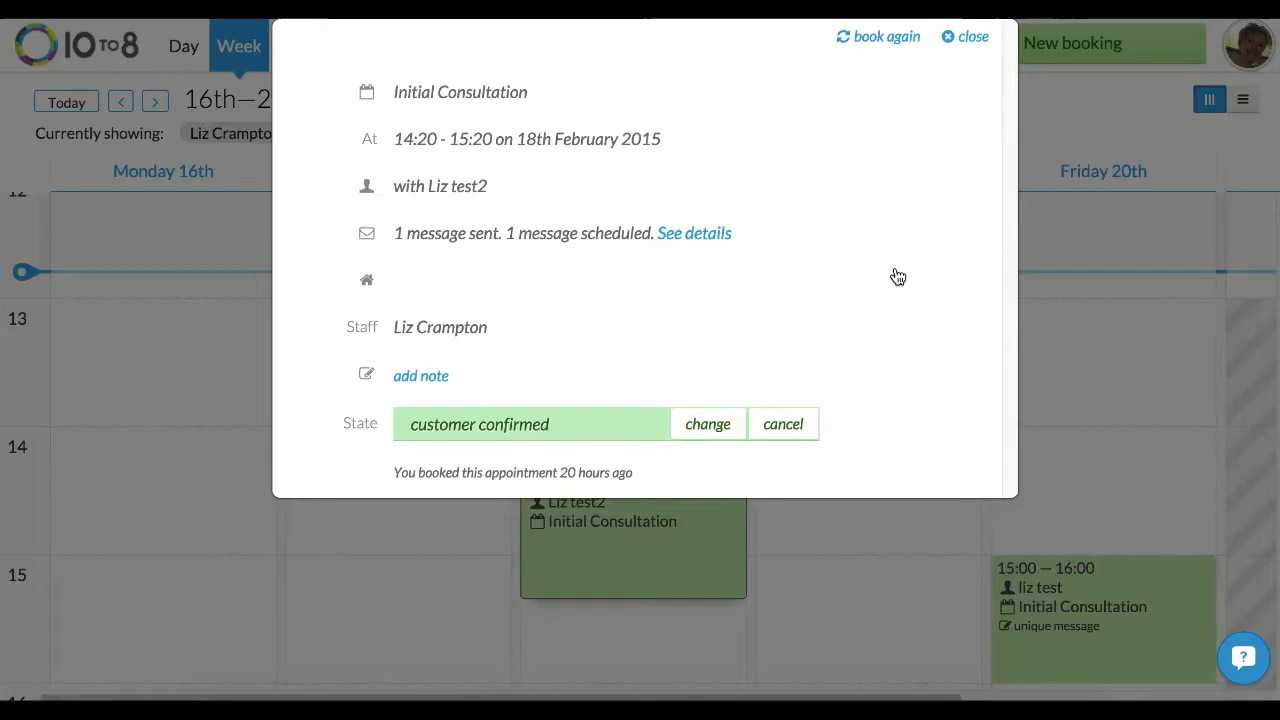 10 TO 8
Day
Week
book again
close
New booking
Today
16th—2
Currently showing:
Liz Crampto
Monday 16th
Friday 20th
Initial Consultation
At 14:20 - 15:20 on 18th February 2015
with Liz test2
1 message sent. 1 message scheduled. See details
Staff Liz Crampton
add note
State customer confirmed change cancel
You booked this appointment 20 hours ago
12
13
14
15
Liz test2
Initial Consultation
15:00 — 16:00
liz test
Initial Consultation
unique message
?